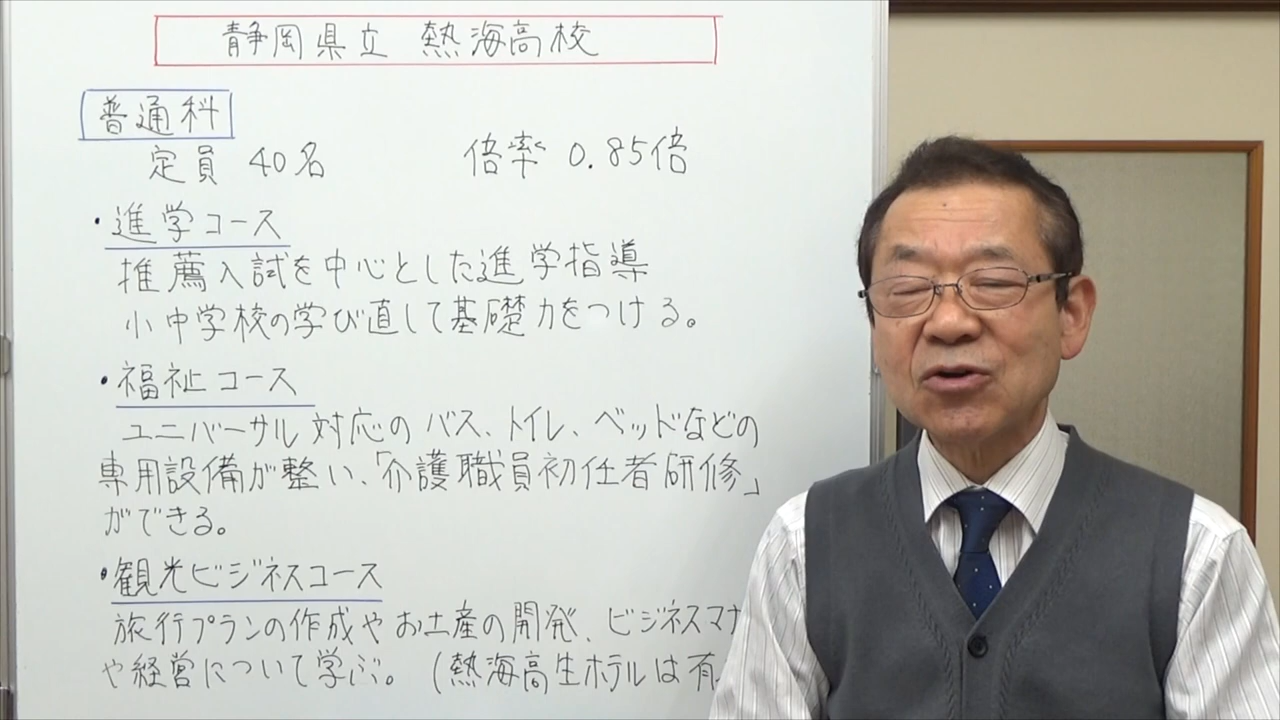 静岡県立 熱海高校
普通科
定員 40名 倍率 0.85倍
・進学コース
推薦入試を中心とした進学指導
小中学校の学び直して基礎力をつける。
・福祉コース
ユニバーサル対応のバス、トイレ、ベッドなどの
専用設備が整い、「介護職員初任者研修」
ができる。
・観光ビジネスコース
旅行プランの作成やお土産の開発、ビジネスマナ
や経営について学ぶ。(熱海高生ホテルは有